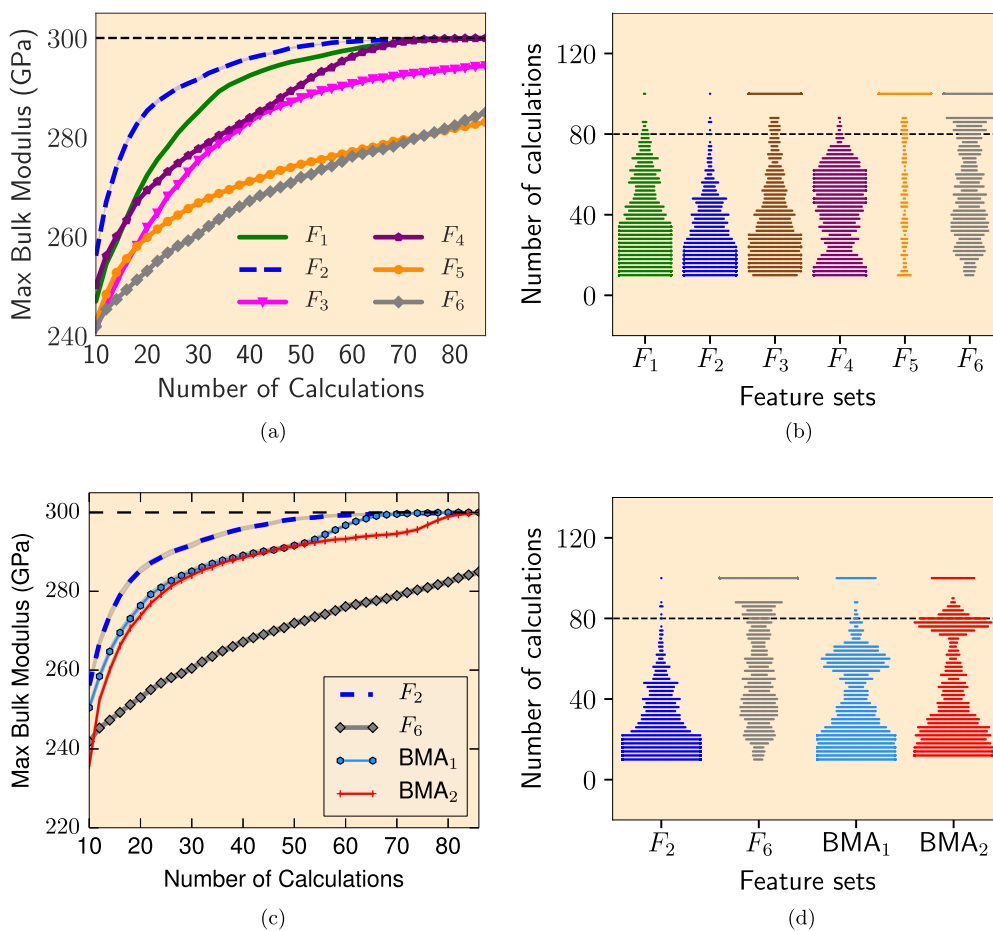 300
280
260
240
Max Bulk Modulus (GPa)
F1
F2
F3
F4
F5
F6
10 20 30 40 50 60 70 80
Number of Calculations
(a)
120
80
40
0
Number of calculations
F1 F2 F3 F4 F5 F6
Feature sets
(b)
300
280
260
240
220
Max Bulk Modulus (GPa)
F2
F6
BMA1
BMA2
10 20 30 40 50 60 70 80
Number of Calculations
(c)
120
80
40
0
Number of calculations
F2 F6 BMA1 BMA2
Feature sets
(d)